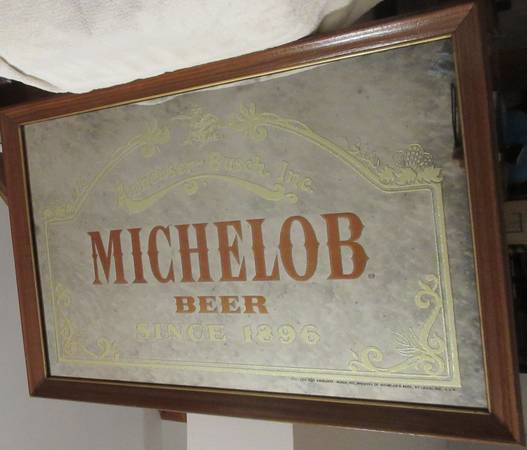 Anheuser-Busch, Inc.
MICHELOB
BEER
SINCE 1896